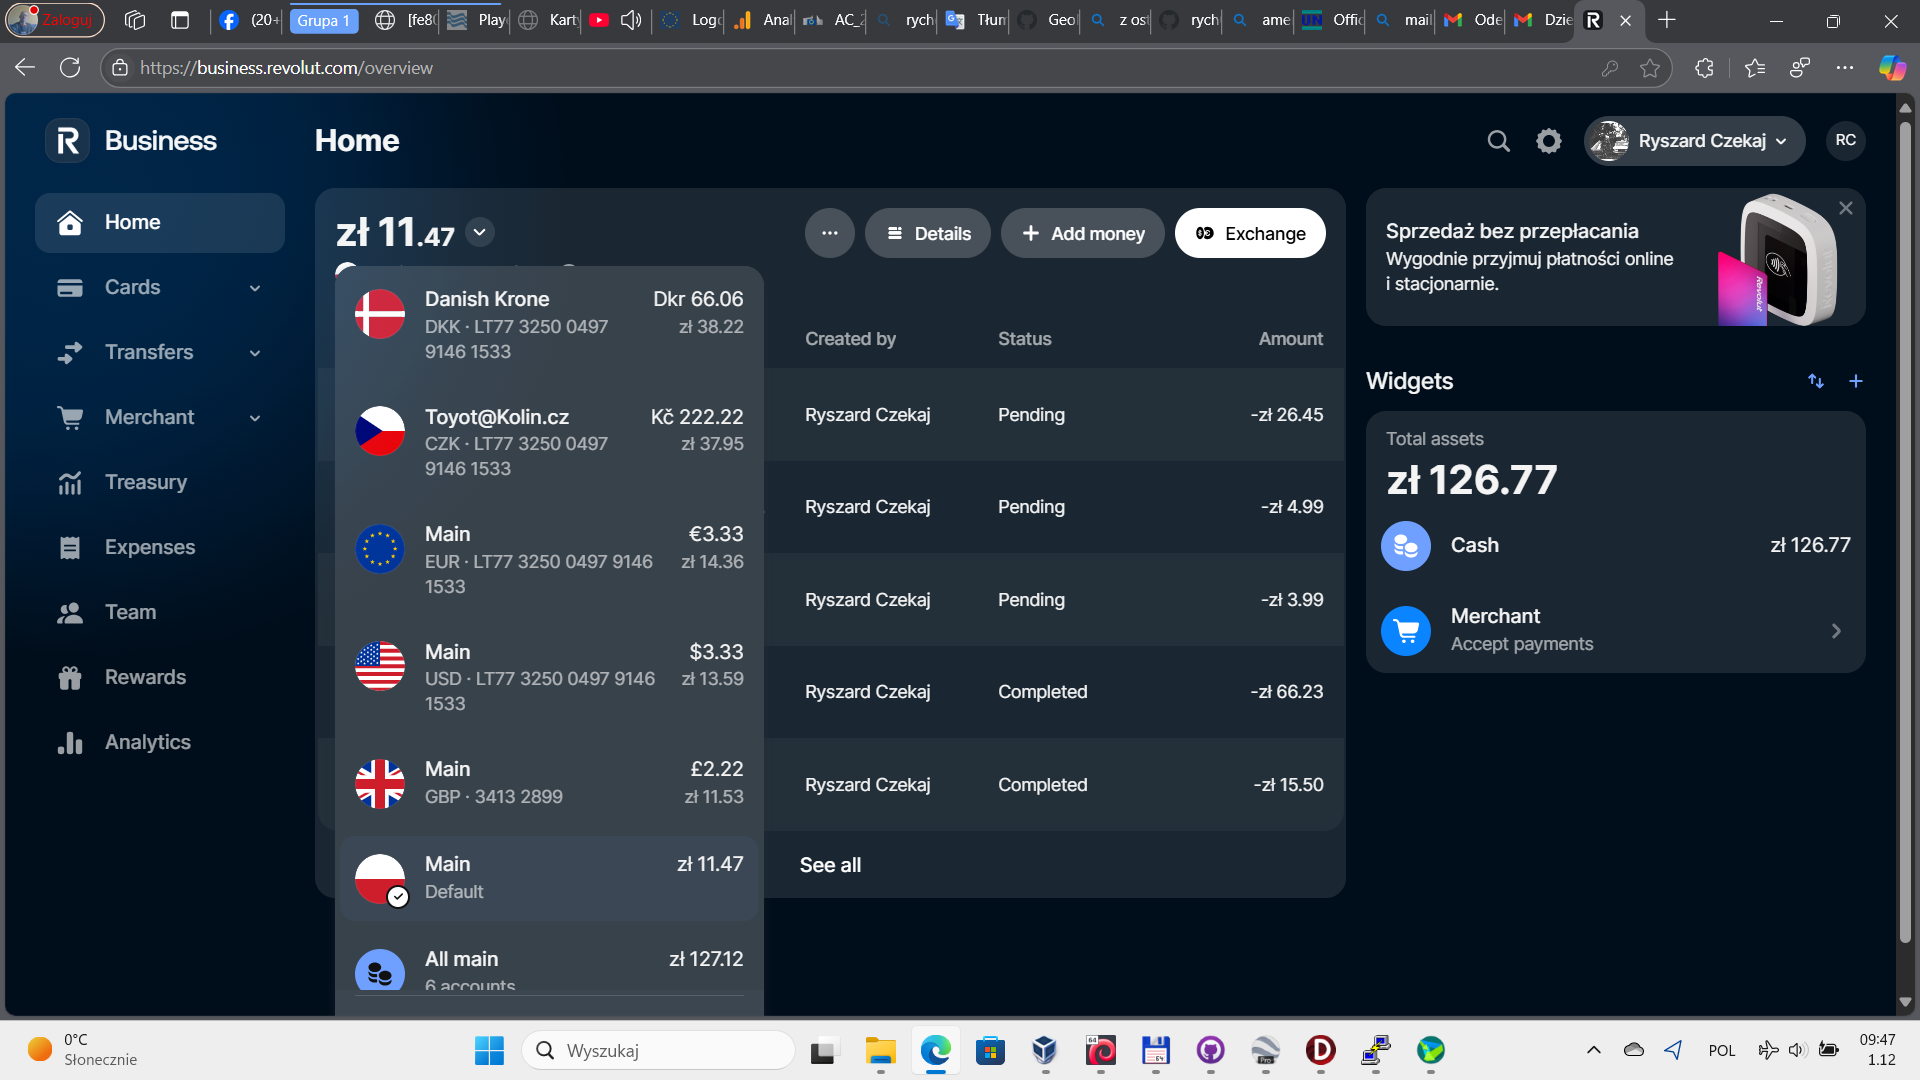 Zaloguj
(20+
Grupa 1
[fe80
Play
Kart
Log
Anal
AC_2
rych
Tłun
Geo
z ost
rych
ame
UN
Offic
mail
Ode
Dzie
https://business.revolut.com/overview
Business
Home
Ryszard Czekaj
RC
Home
Cards
Transfers
Merchant
Treasury
Expenses
Team
Rewards
Analytics
zł 11.47
Details
Add money
Exchange
Danish Krone
Dkr 66.06
DKK · LT77 3250 0497
zł 38.22
9146 1533
Toyot@Kolin.cz
Kč 222.22
CZK · LT77 3250 0497
zł 37.95
9146 1533
Main
€3.33
EUR · LT77 3250 0497 9146
zł 14.36
1533
Main
$3.33
USD · LT77 3250 0497 9146
zł 13.59
1533
Main
£2.22
GBP · 3413 2899
zł 11.53
Main
zł 11.47
Default
All main
zł 127.12
6 accounts
Created by
Status
Amount
Ryszard Czekaj
Pending
-zł 26.45
Ryszard Czekaj
Pending
-zł 4.99
Ryszard Czekaj
Pending
-zł 3.99
Ryszard Czekaj
Completed
-zł 66.23
Ryszard Czekaj
Completed
-zł 15.50
See all
Sprzedaż bez przepłacania
Wygodnie przyjmuj płatności online
i stacjonarnie.
Revolut
Widgets
Total assets
zł 126.77
Cash
zł 126.77
Merchant
Accept payments
0°C
Słonecznie
Wyszukaj
64
64
Pro
POL
09:47
1.12